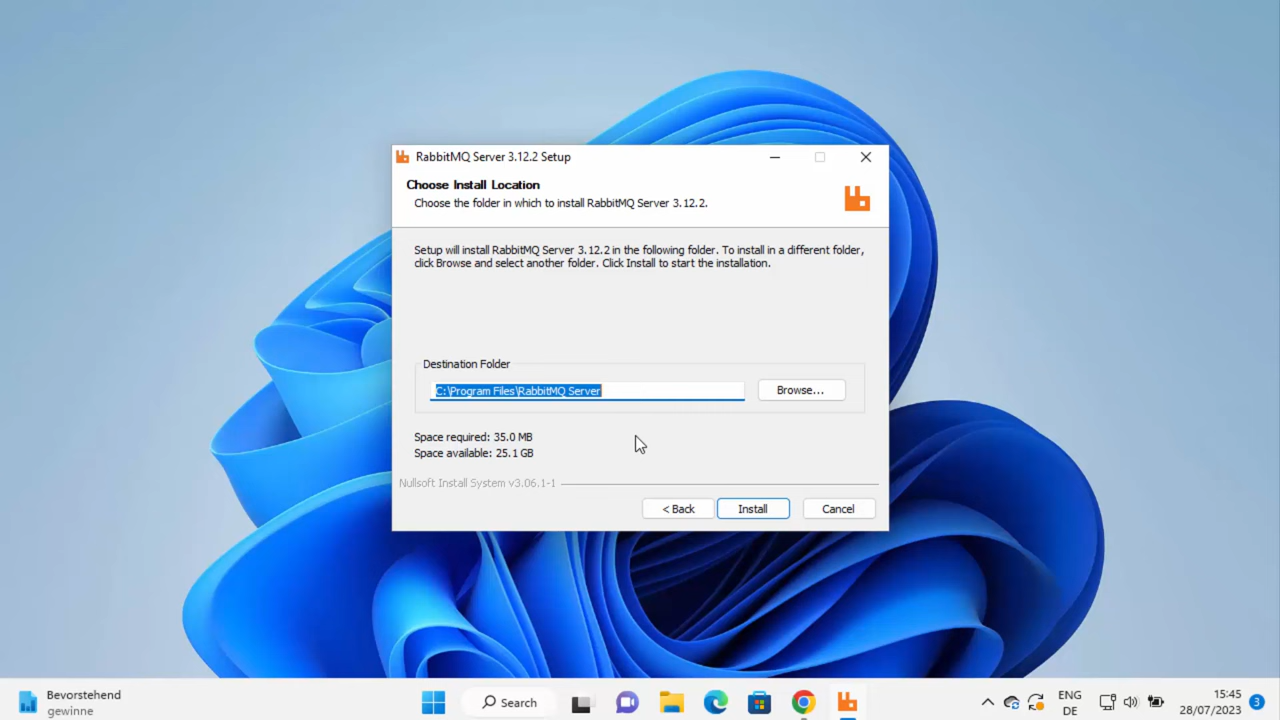 RabbitMQ Server 3.12.2 Setup
Choose Install Location
Choose the folder in which to install RabbitMQ Server 3.12.2.
Setup will install RabbitMQ Server 3.12.2 in the following folder. To install in a different folder,
click Browse and select another folder. Click Install to start the installation.
Destination Folder
C:\Program Files\RabbitMQ Server
Browse...
Space required: 35.0 MB
Space available: 25.1 GB
Nullsoft Install System v3.06.1-1
< Back
Install
Cancel
Bevorstehend
gewinne
Search
ENG
DE
15:45
28/07/2023
3